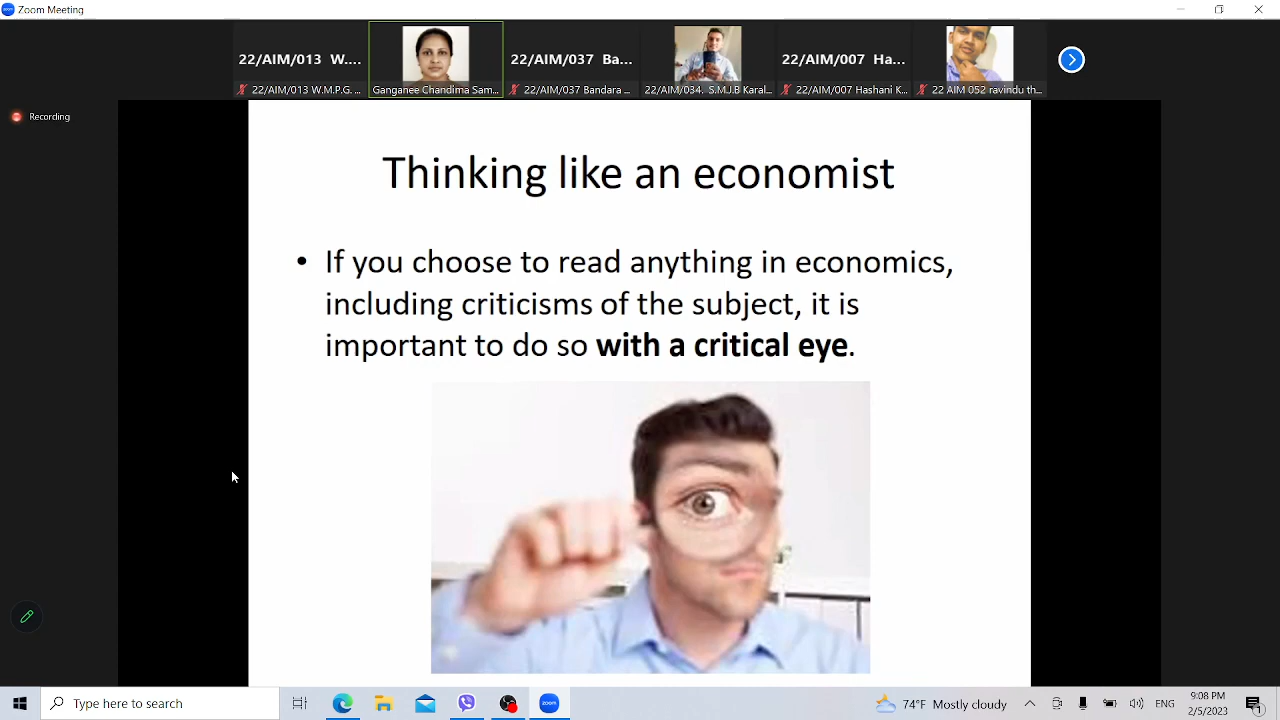 Zoom Meeting
22/AIM/013 W....
22/AIM/037 Ba...
22/AIM/007 Ha...
22/AIM/013 W.M.P.G. ...
Ganganee Chandima Sam...
22/AIM/037 Bandara ...
22/AIM/034. S.M.J.B Karal...
22/AIM/007 Hashani K...
22 AIM 052 ravindu th...
Recording
Thinking like an economist
• If you choose to read anything in economics,
including criticisms of the subject, it is
important to do so with a critical eye.
Type here to search
zoom
74°F Mostly cloudy
9:08 PM
2/5/2023
1